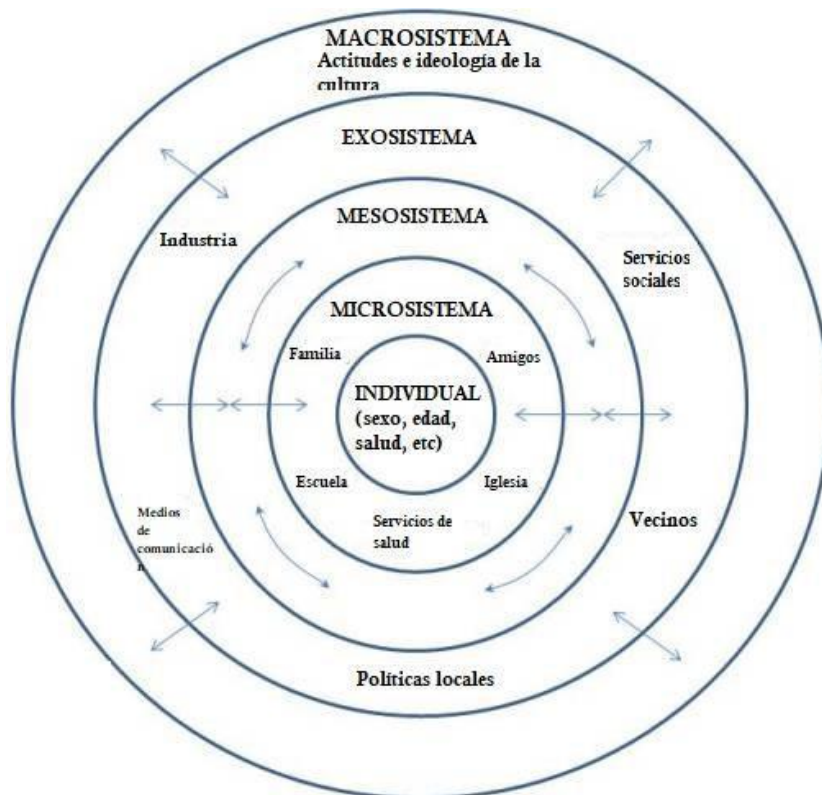 MACROSISTEMA
Actitudes e ideología de la
cultura
EXOSISTEMA
MESOSISTEMA
Industria
Servicios
sociales
MICROSISTEMA
Familia
Amigos
INDIVIDUAL
(sexo, edad,
salud, etc)
Escuela
Iglesia
Servicios de
salud
Medios
de
comunicació
n
Vecinos
Políticas locales